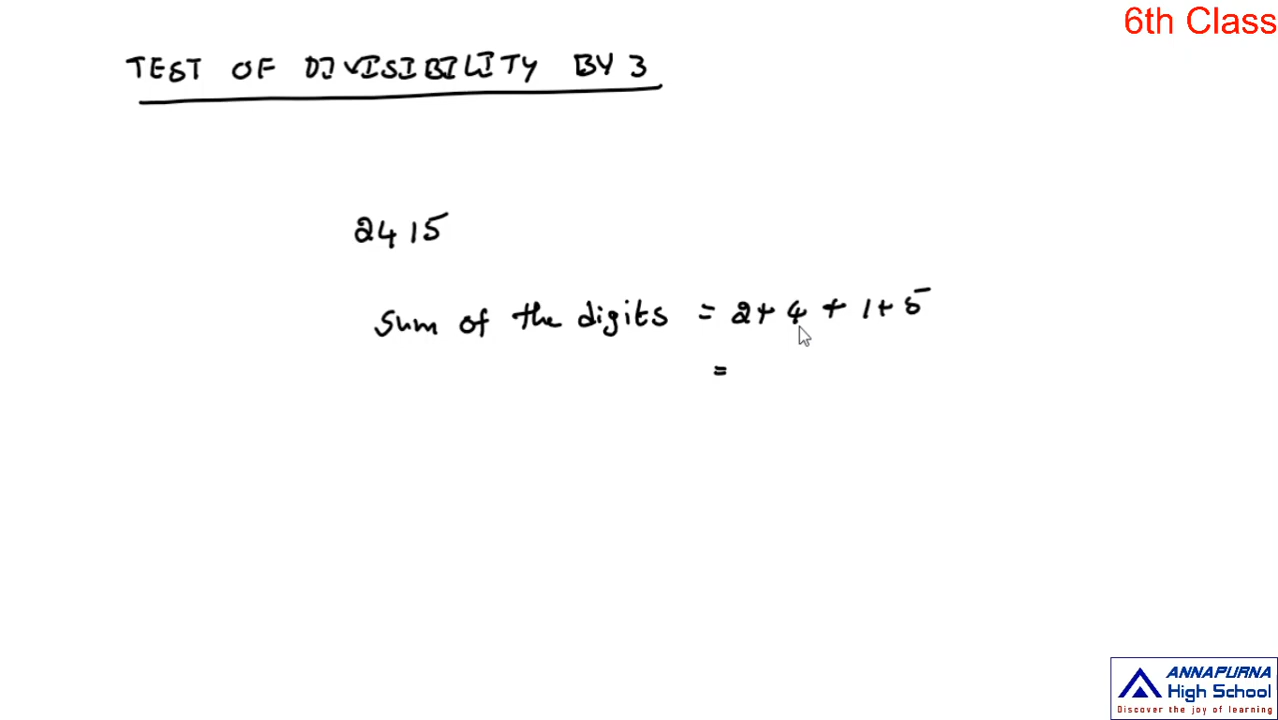 6th Class
TEST OF DIVISIBILITY BY 3
2415
Sum of the digits = 2+ 4 + 1+ 5
=
ANNAPURNA
High School
Discover the joy of learning